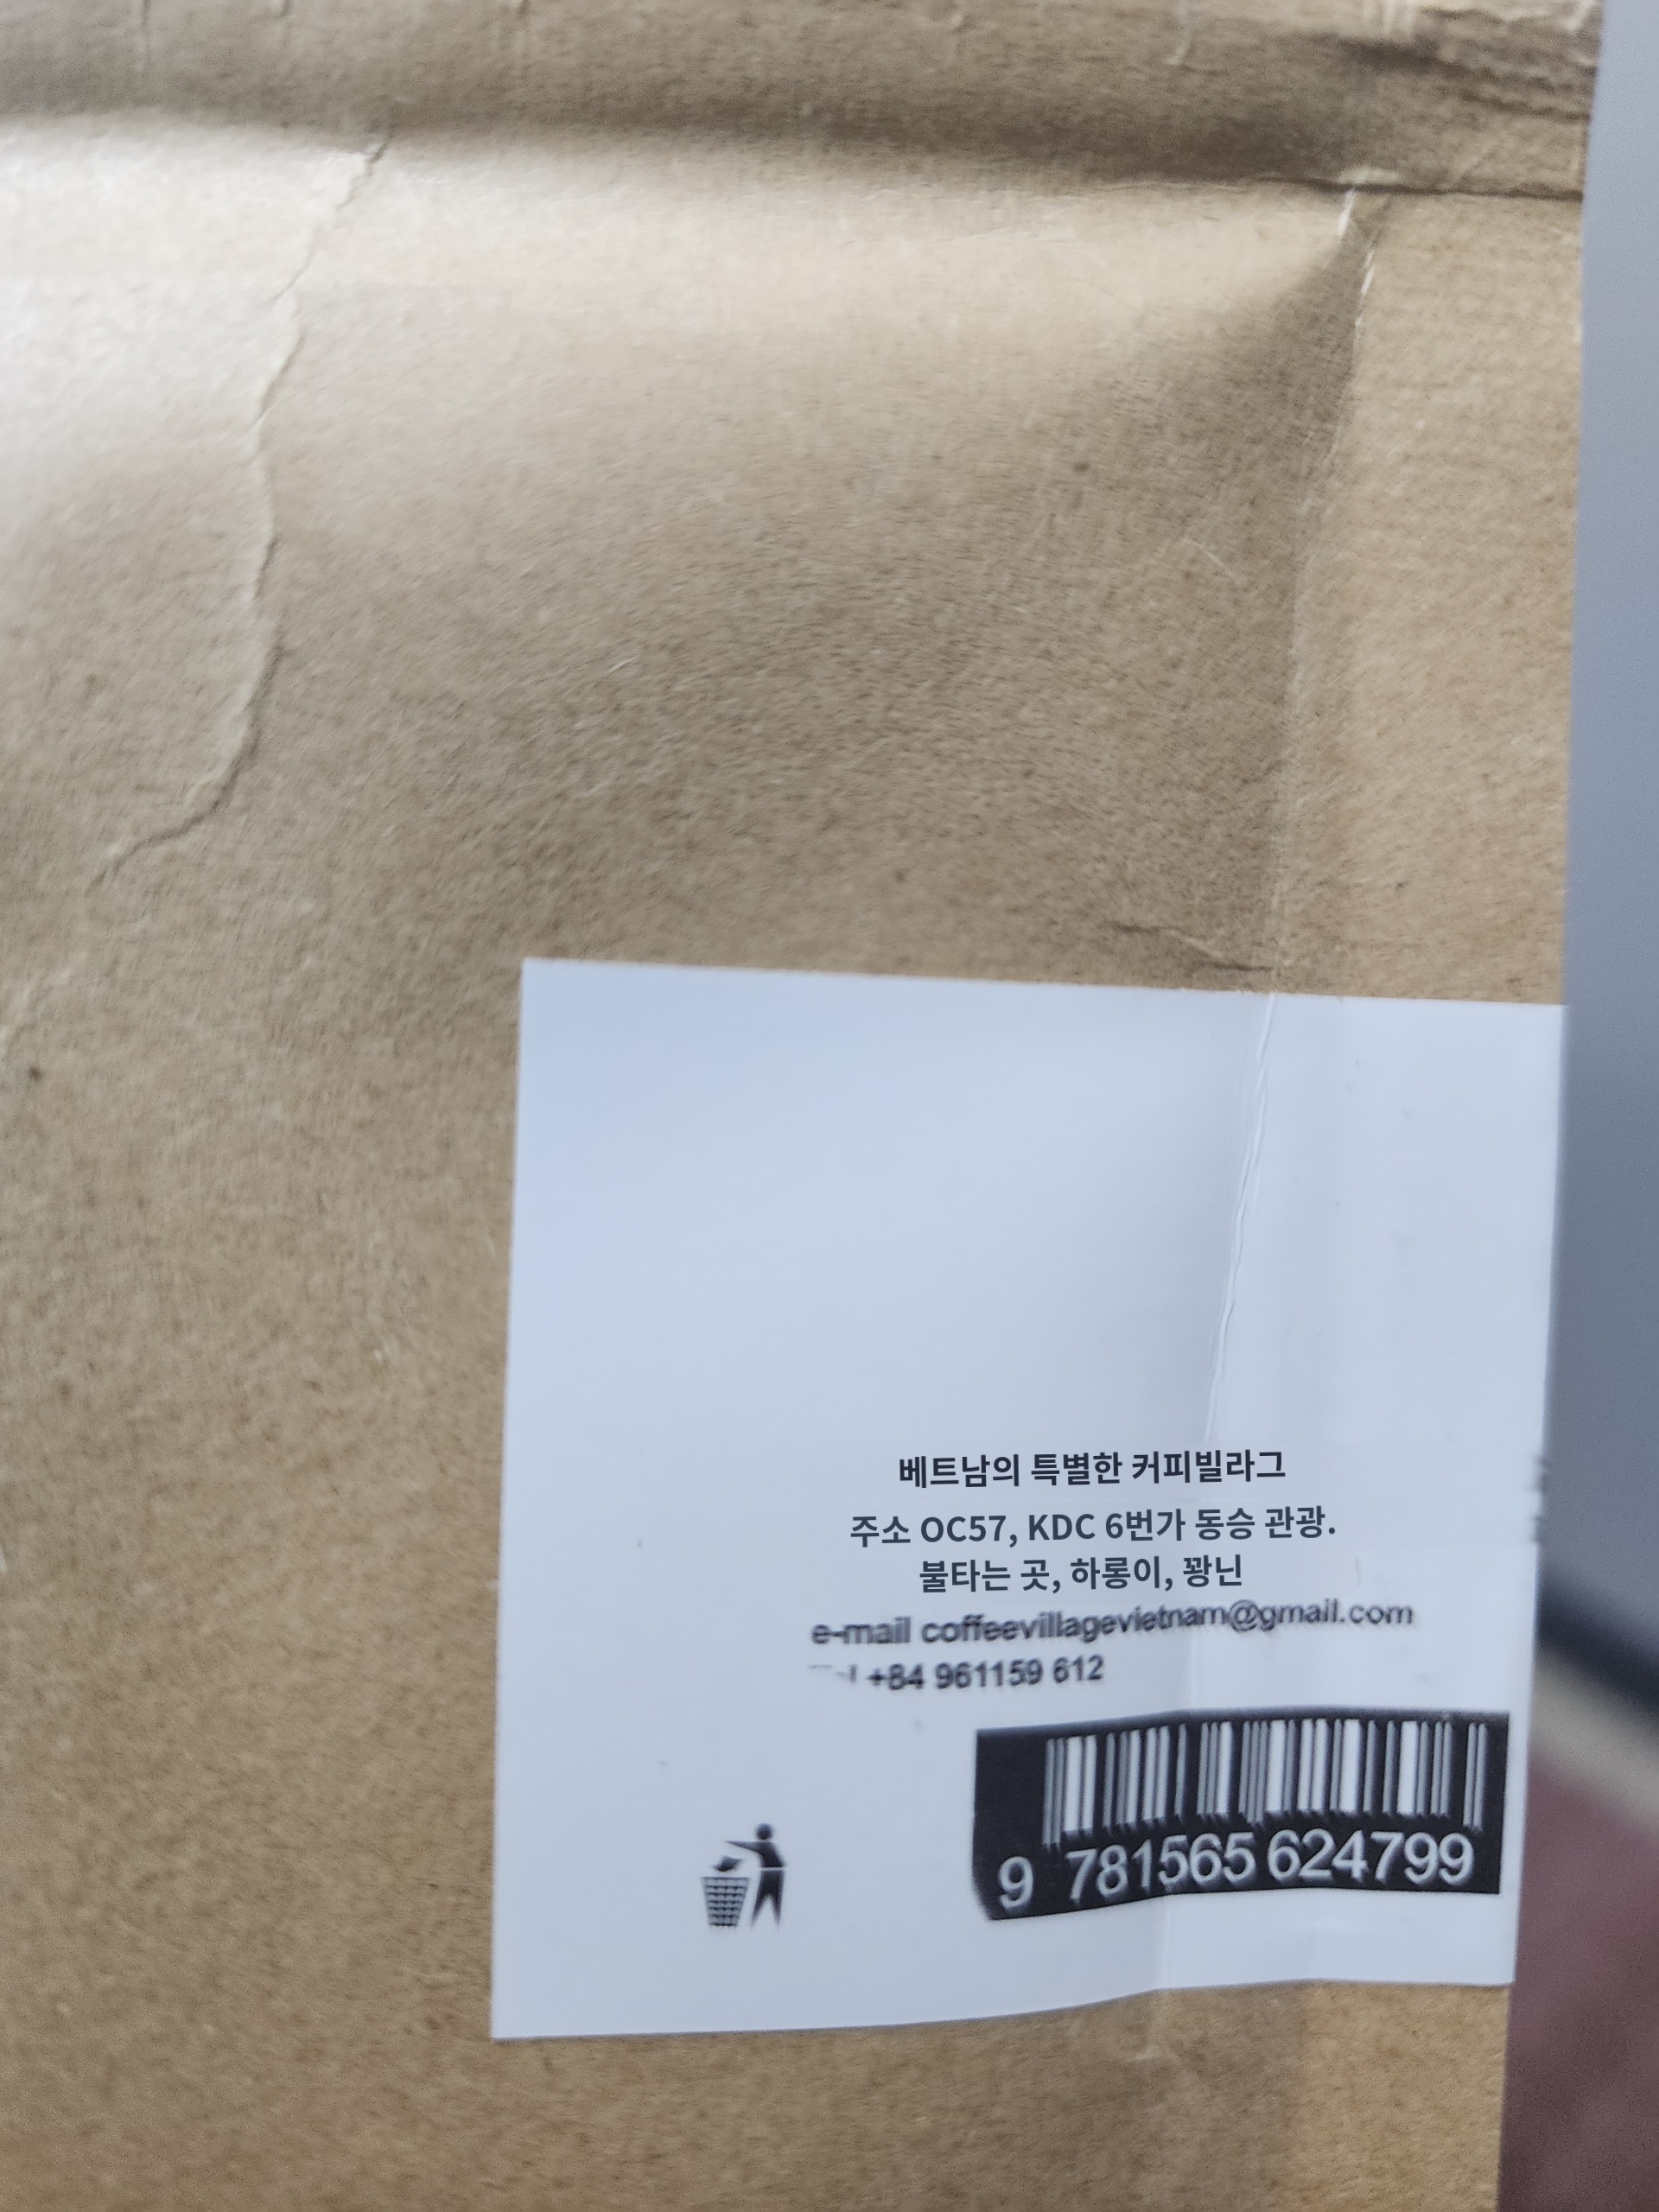 베트남의 특별한 커피빌라그
주소 OC57, KDC 6번가 동승 관광.
불타는 곳, 하롱이, 꽝닌
e-mail coffeevillagevietnam@gmail.com
+84 961159 612
9 781565 624799